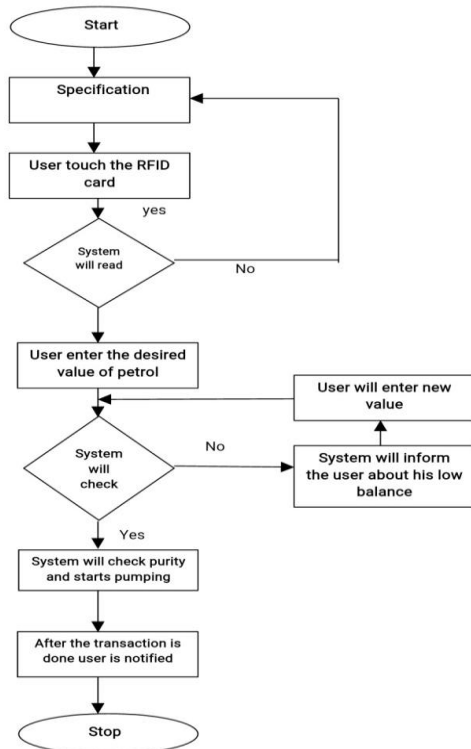 Start
Specification
User touch the RFID
card
yes
System
will read
No
User enter the desired
value of petrol
User will enter new
value
System
will
check
No
System will inform
the user about his low
balance
Yes
System will check purity
and starts pumping
After the transaction is
done user is notified
Stop